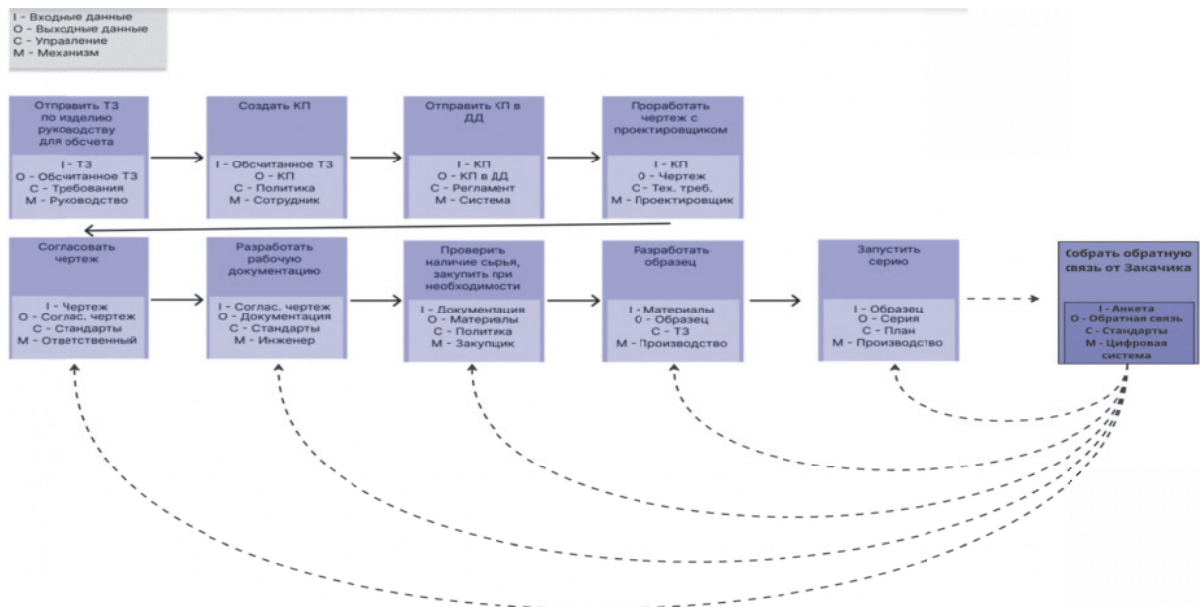 I - Входные данные
O - Выходные данные
C - Управление
M - Механизм
Отправить ТЗ
по изделию
руководству
для обсчета
I - ТЗ
O - Обсчитанное ТЗ
C - Требования
M - Руководство
Создать КП
I - Обсчитанное ТЗ
O - КП
C - Политика
M - Сотрудник
Отправить КП в
ДД
I - КП
O - КП в ДД
C - Регламент
M - Система
Проработать
чертеж с
проектировщиком
I - КП
O - Чертеж
C - Тех. треб.
M - Проектировщик
Согласовать
чертеж
I - Чертеж
O - Соглас. чертеж
C - Стандарты
M - Ответственный
Разработать
рабочую
документацию
I - Соглас. чертеж
O - Документация
C - Стандарты
M - Инженер
Проверить
наличие сырья,
закупить при
необходимости
I - Документация
O - Материалы
C - Политика
M - Закупщик
Разработать
образец
I - Материалы
O - Образец
C - ТЗ
M - Производство
Запустить
серию
I - Образец
O - Серия
C - План
M - Производство
Собрать обратную
связь от Закачика
I - Анкета
O - Обратная связь
C - Стандарты
M - Цифровая
система